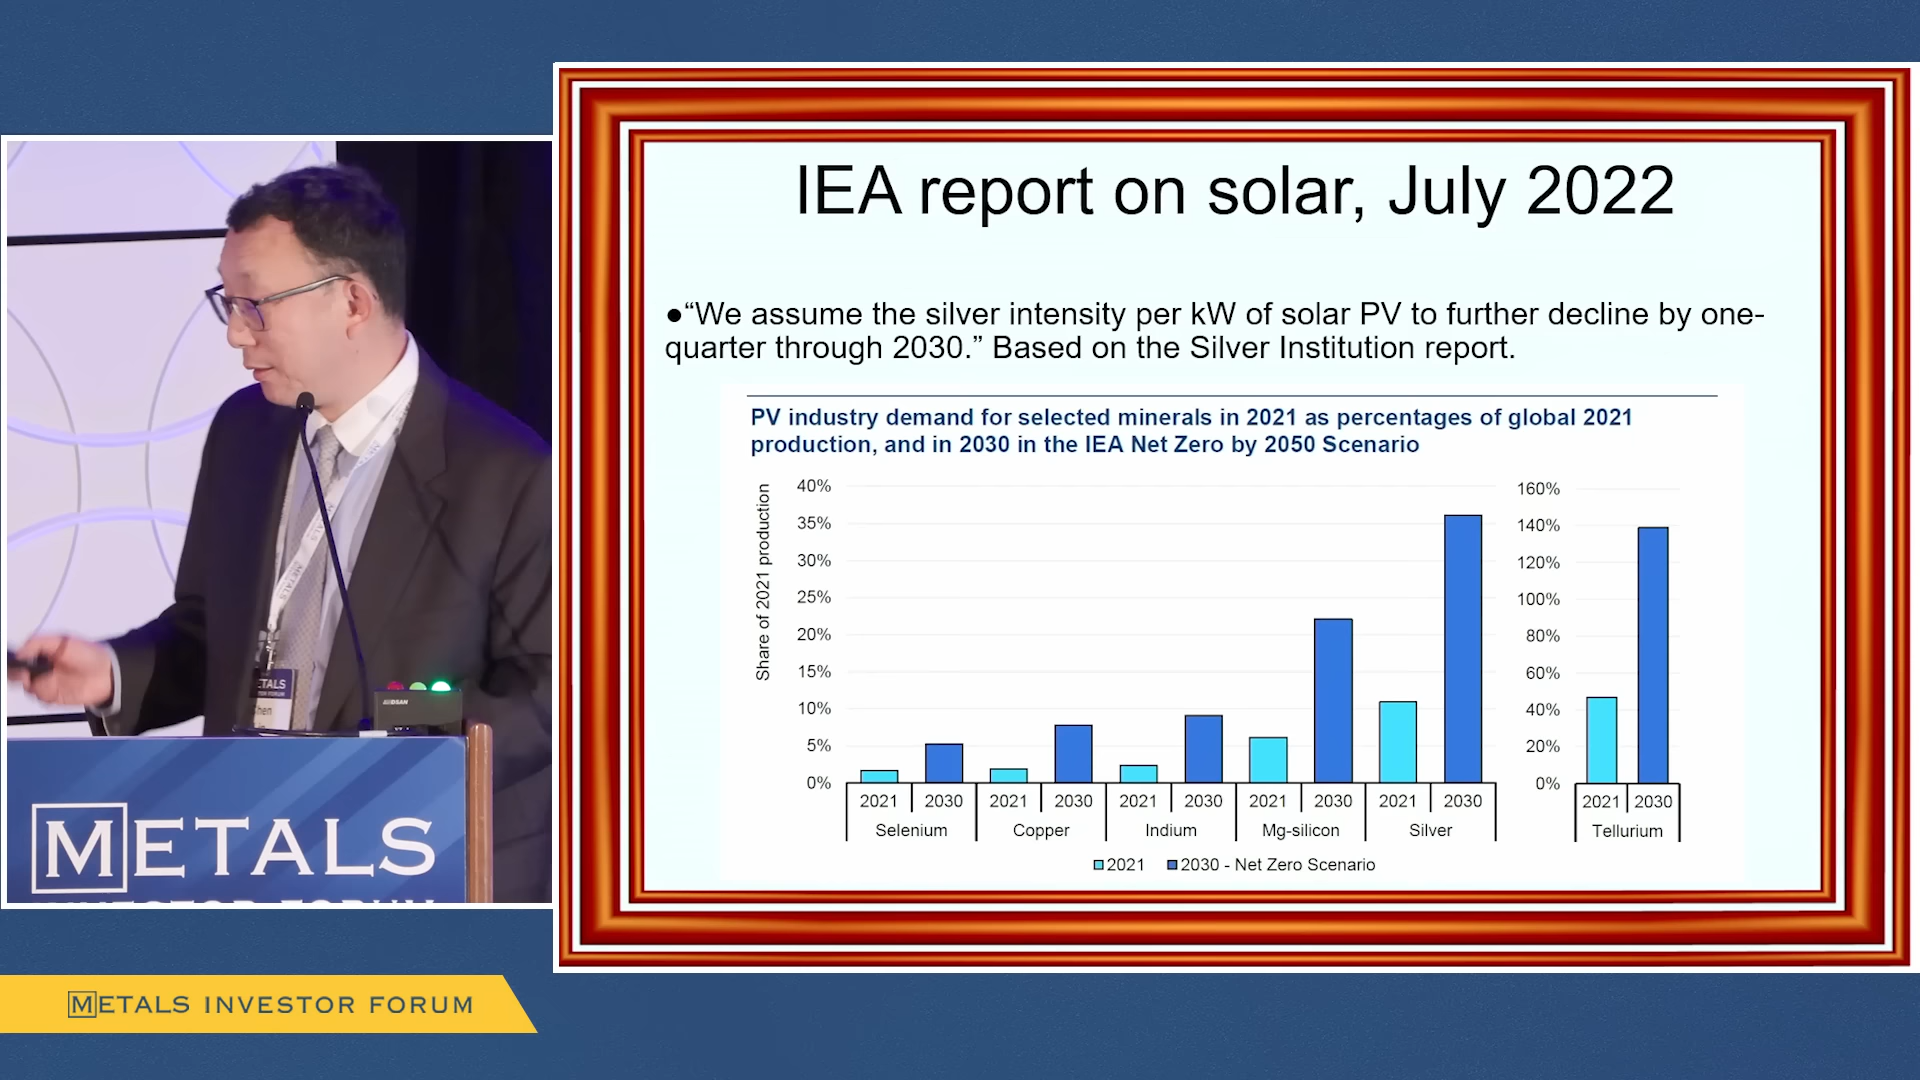 IEA report on solar, July 2022
●“We assume the silver intensity per kW of solar PV to further decline by one-
quarter through 2030.” Based on the Silver Institution report.
PV industry demand for selected minerals in 2021 as percentages of global 2021
production, and in 2030 in the IEA Net Zero by 2050 Scenario
Share of 2021 production
40%
35%
30%
25%
20%
15%
10%
5%
0%
160%
140%
120%
100%
80%
60%
40%
20%
0%
2021 2030 2021 2030 2021 2030 2021 2030 2021 2030 2021 2030
Selenium Copper Indium Mg-silicon Silver Tellurium
2021 2030 - Net Zero Scenario
METALS
METALS
METALS INVESTOR FORUM